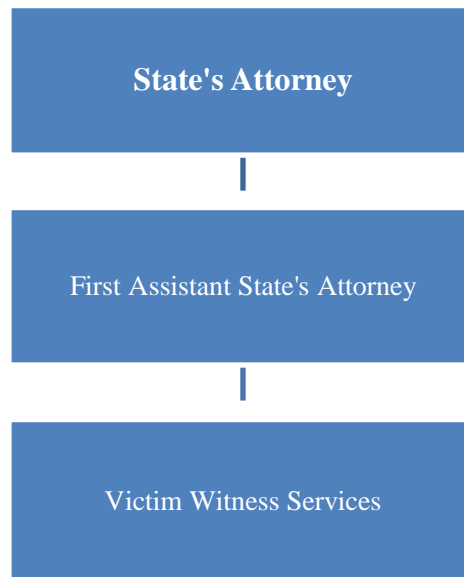 State's Attorney
First Assistant State's Attorney
Victim Witness Services